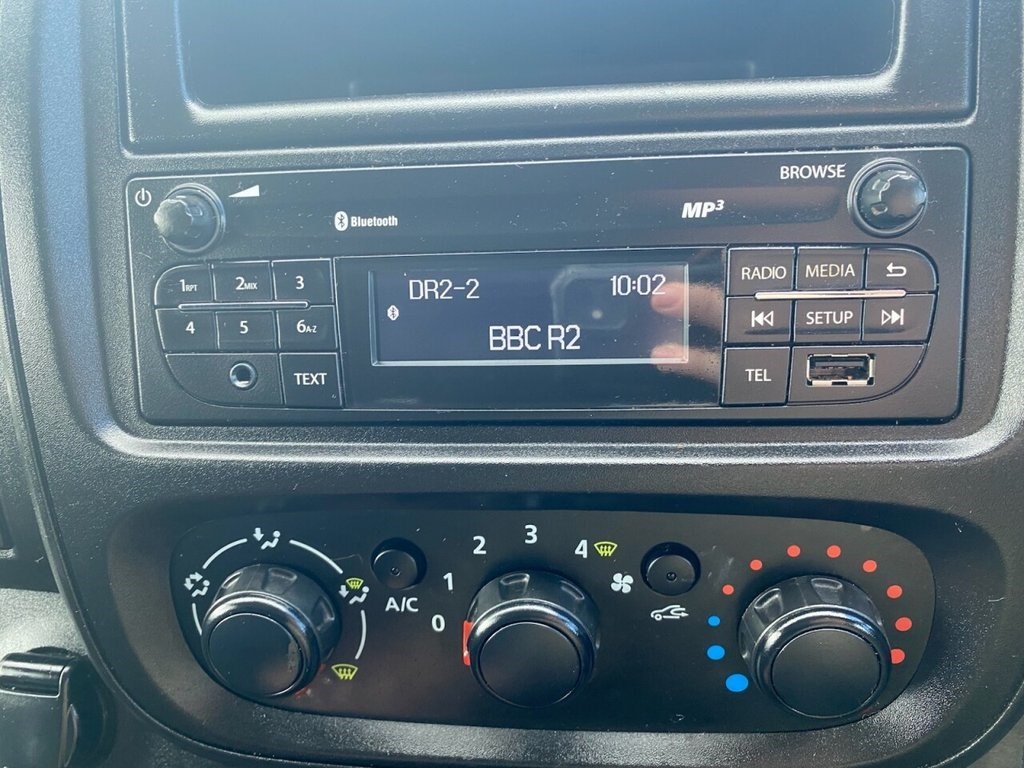 BROWSE
Bluetooth
MP3
1RPT 2MIX 3
DR2-2 10:02
RADIO MEDIA
4 5 6A-Z
BBC R2
SETUP
TEXT
TEL
0 1 2 3 4
A/C